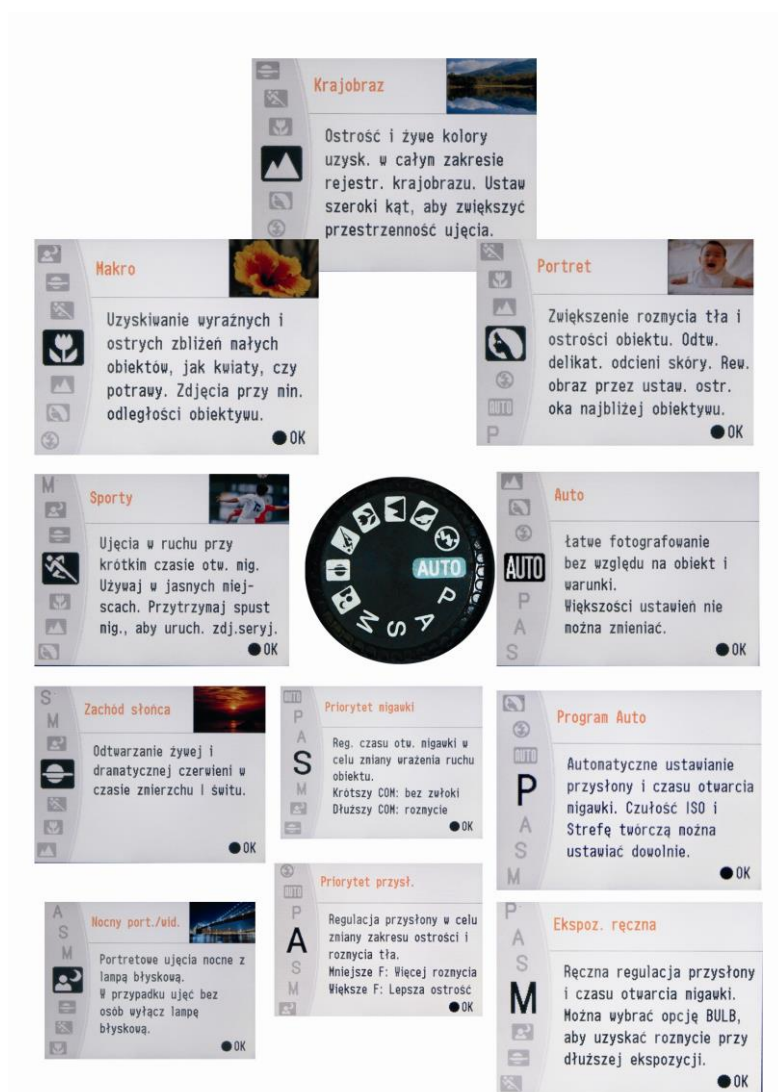 Krajobraz
Ostrość i żywe kolory
uzysk. w całym zakresie
rejestr. krajobrazu. Ustaw
szeroki kąt, aby zwiększyć
przestrzenność ujęcia.
Makro
Uzyskiwanie wyraźnych i
ostrych zbliżeń małych
obiektów, jak kwiaty, czy
potrawy. Zdjęcia przy min.
odległości obiektywu.
OK
Portret
Zwiększenie rozmycia tła i
ostrości obiektu. Odtw.
delikat. odcieni skóry. Rew.
obraz przez ustaw. ostr.
oka najbliżej obiektywu.
OK
AUTO
P
M
Sporty
Ujęcia w ruchu przy
krótkim czasie otw. mig.
Używaj w jasnych miej-
scach. Przytrzymaj spust
mig., aby uruch. zdj.seryj.
OK
AUTO
P
A
S
M
Auto
łatwe fotografowanie
bez względu na obiekt i
warunki.
Większości ustawień nie
można zmieniać.
OK
AUTO
P
A
S
S
M
Zachód słońca
Odtwarzanie żywej i
dramatycznej czerwieni w
czasie zmierzchu I świtu.
OK
AUTO
P
A
S
M
Priorytet migawki
Reg. czasu otw. migawki w
celu zmiany wrażenia ruchu
obiektu.
Krótszy COM: bez zwłoki
Dłuższy COM: rozmycie
OK
AUTO
P
A
S
M
Program Auto
Automatyczne ustawianie
przysłony i czasu otwarcia
migawki. Czułość ISO i
Strefę twórczą można
ustawiać dowolnie.
OK
A
S
M
Nocny port./wid.
Portretowe ujęcia nocne z
lampą błyskową.
W przypadku ujęć bez
osób wyłącz lampę
błyskową.
OK
AUTO
P
A
S
M
Priorytet przysł.
Regulacja przysłony w celu
zmiany zakresu ostrości i
rozmycia tła.
Mniejsze F: Więcej rozmycia
Większe F: Lepsza ostrość
OK
P
A
S
M
Ekspoz. ręczna
Ręczna regulacja przysłony
i czasu otwarcia migawki.
Można wybrać opcję BULB,
aby uzyskać rozmycie przy
dłuższej ekspozycji.
OK